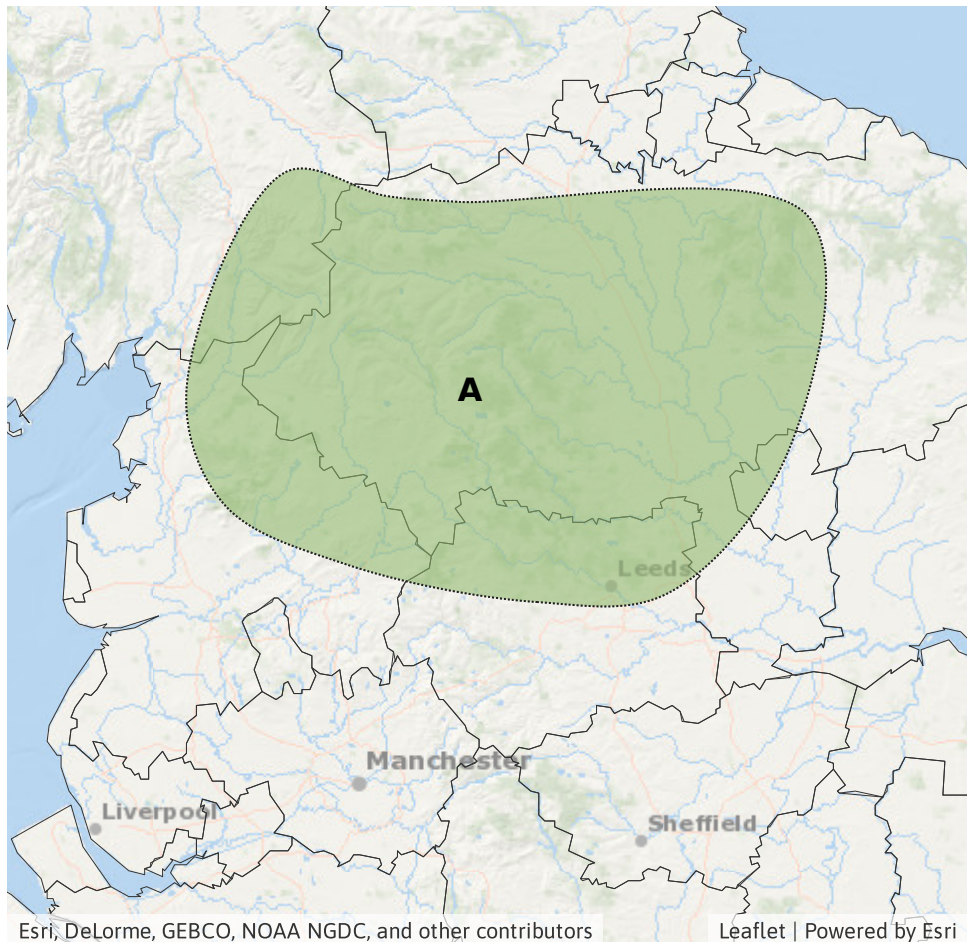 A
Leeds
Manchester
Liverpool
Sheffield
Esri, DeLorme, GEBCO, NOAA NGDC, and other contributors
Leaflet | Powered by Esri